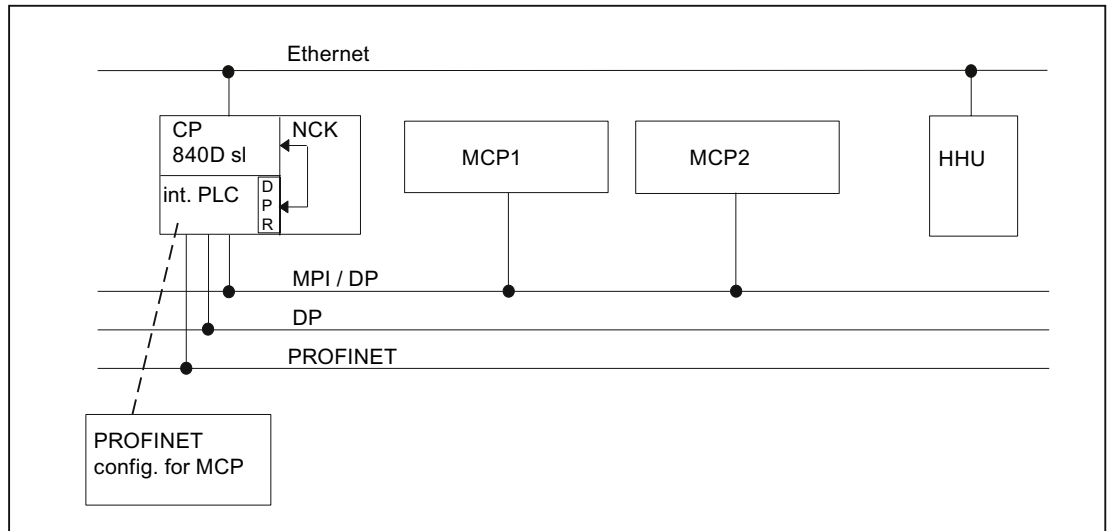 Ethernet
CP
840D sl
NCK
int. PLC
D
P
R
MCP1
MCP2
HHU
MPI / DP
DP
PROFINET
PROFINET
config. for MCP